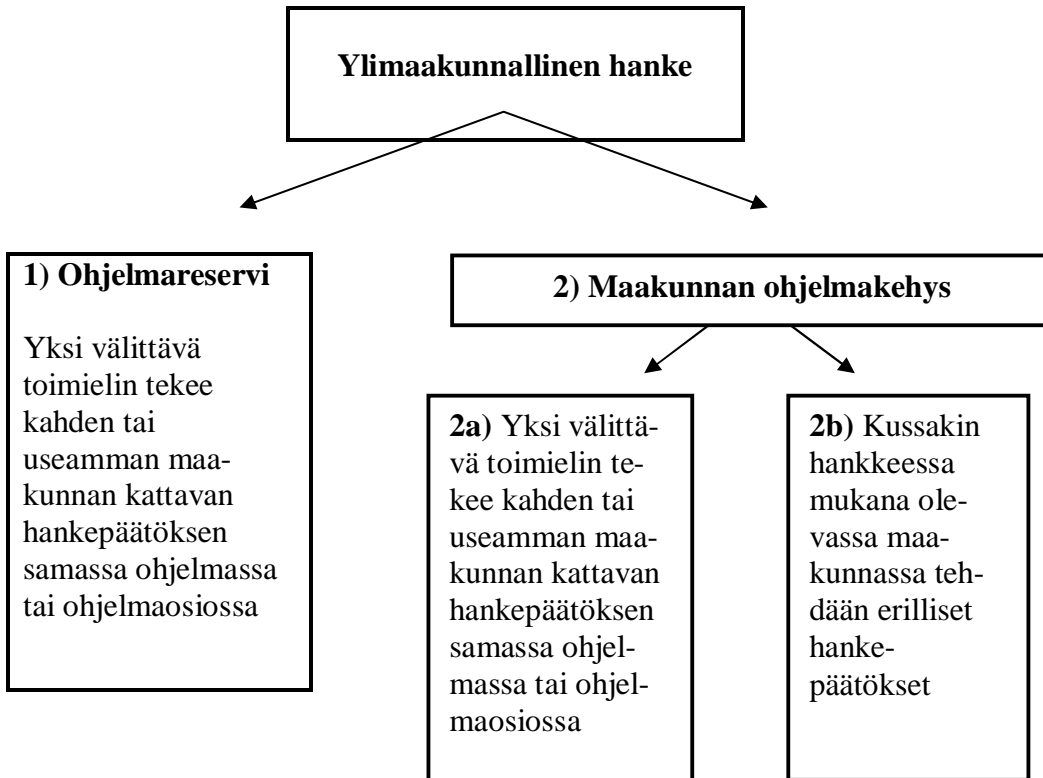 Ylimaakunnallinen hanke
1) Ohjelmareservi
Yksi välittävä
toimielin tekee
kahden tai
useamman maa-
kunnan kattavan
hankepäätöksen
samassa ohjelmassa
tai ohjelmaosiossa
2) Maakunnan ohjelmakehys
2a) Yksi välittä-
vä toimielin te-
kee kahden tai
useamman maa-
kunnan kattavan
hankepäätöksen
samassa ohjel-
massa tai ohjel-
maosiossa
2b) Kussakin
hankkeessa
mukana ole-
vassa maa-
kunnassa teh-
dään erilliset
hanke-
päätökset